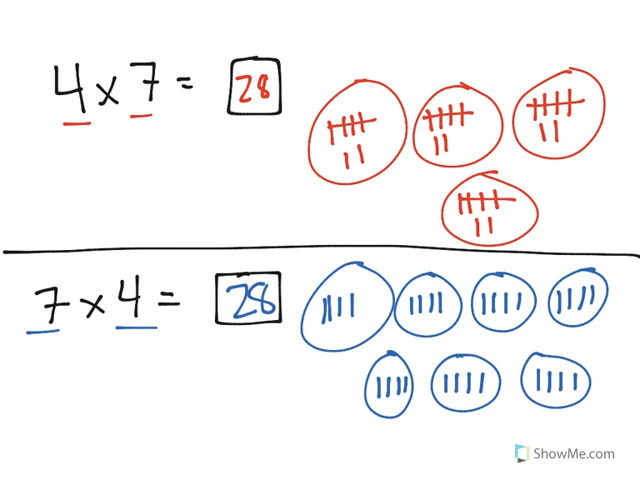 4 x 7 = 28
7 x 4 = 28
ShowMe.com